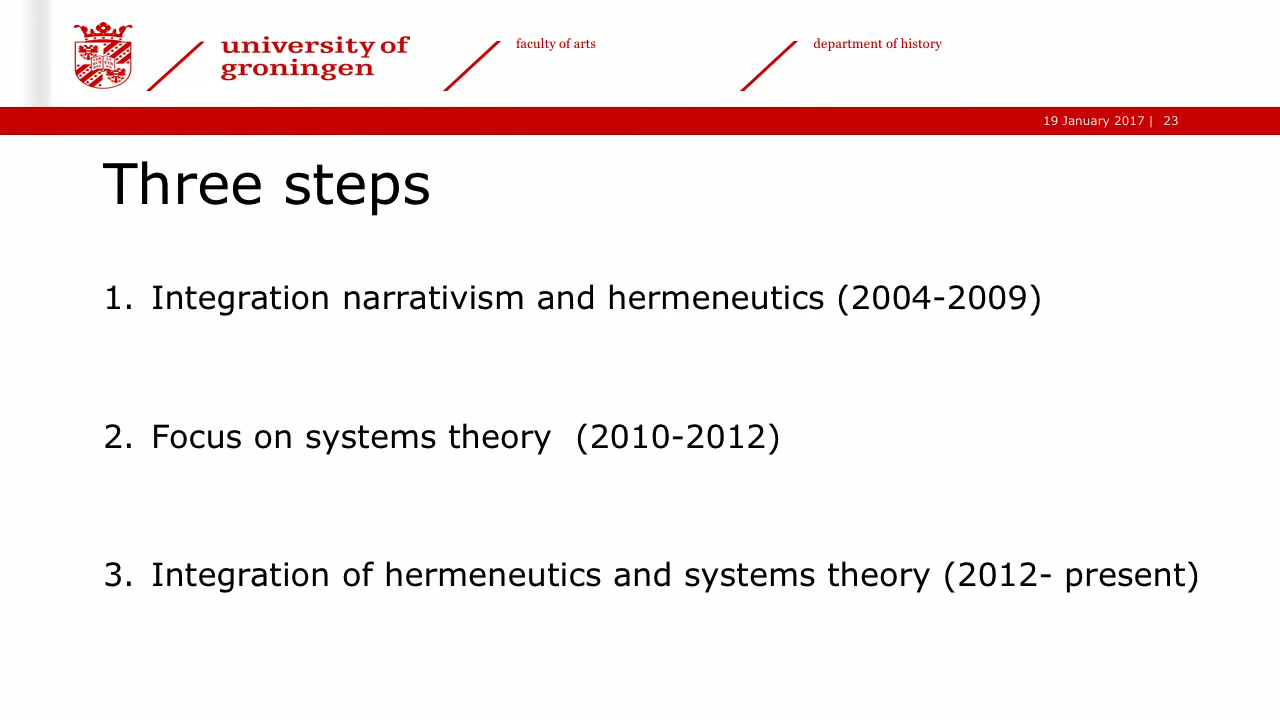 university of
groningen
faculty of arts
department of history
19 January 2017 | 23
Three steps
1. Integration narrativism and hermeneutics (2004-2009)
2. Focus on systems theory (2010-2012)
3. Integration of hermeneutics and systems theory (2012- present)